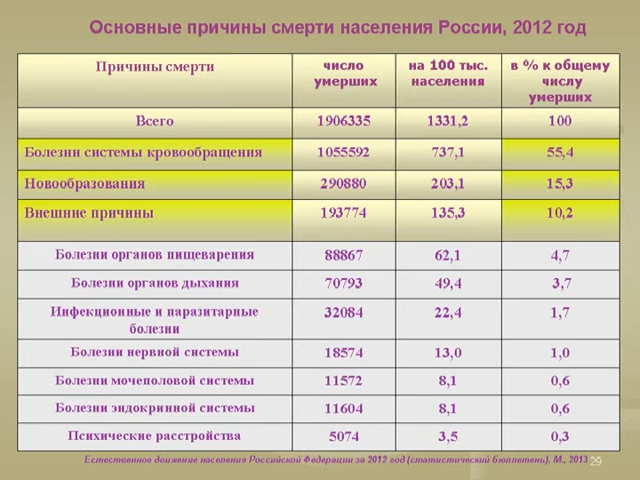 Основные причины смерти населения России, 2012 год
Причины смерти число умерших на 100 тыс. населения в % к общему числу умерших
Всего 1906335 1331,2 100
Болезни системы кровообращения 1055592 737,1 55,4
Новообразования 290880 203,1 15,3
Внешние причины 193774 135,3 10,2
Болезни органов пищеварения 88867 62,1 4,7
Болезни органов дыхания 70793 49,4 3,7
Инфекционные и паразитарные болезни 32084 22,4 1,7
Болезни нервной системы 18574 13,0 1,0
Болезни мочеполовой системы 11572 8,1 0,6
Болезни эндокринной системы 11604 8,1 0,6
Психические расстройства 5074 3,5 0,3
Естественное движение населения Российской Федерации за 2012 год (статистический бюллетень). М., 2013 29